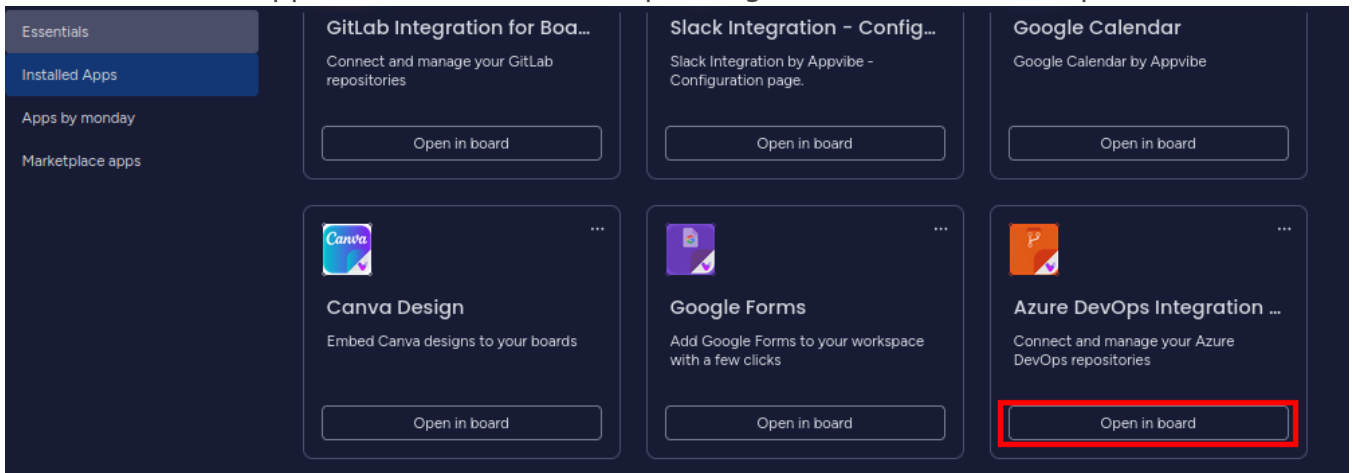 Essentials
Installed Apps
Apps by monday
Marketplace apps
GitLab Integration for Boa...
Connect and manage your GitLab
repositories
Open in board
Slack Integration - Config...
Slack Integration by Appvibe -
Configuration page.
Open in board
Google Calendar
Google Calendar by Appvibe
Open in board
Canva
Canva Design
Embed Canva designs to your boards
Open in board
Google Forms
Add Google Forms to your workspace
with a few clicks
Open in board
Azure DevOps Integration ...
Connect and manage your Azure
DevOps repositories
Open in board